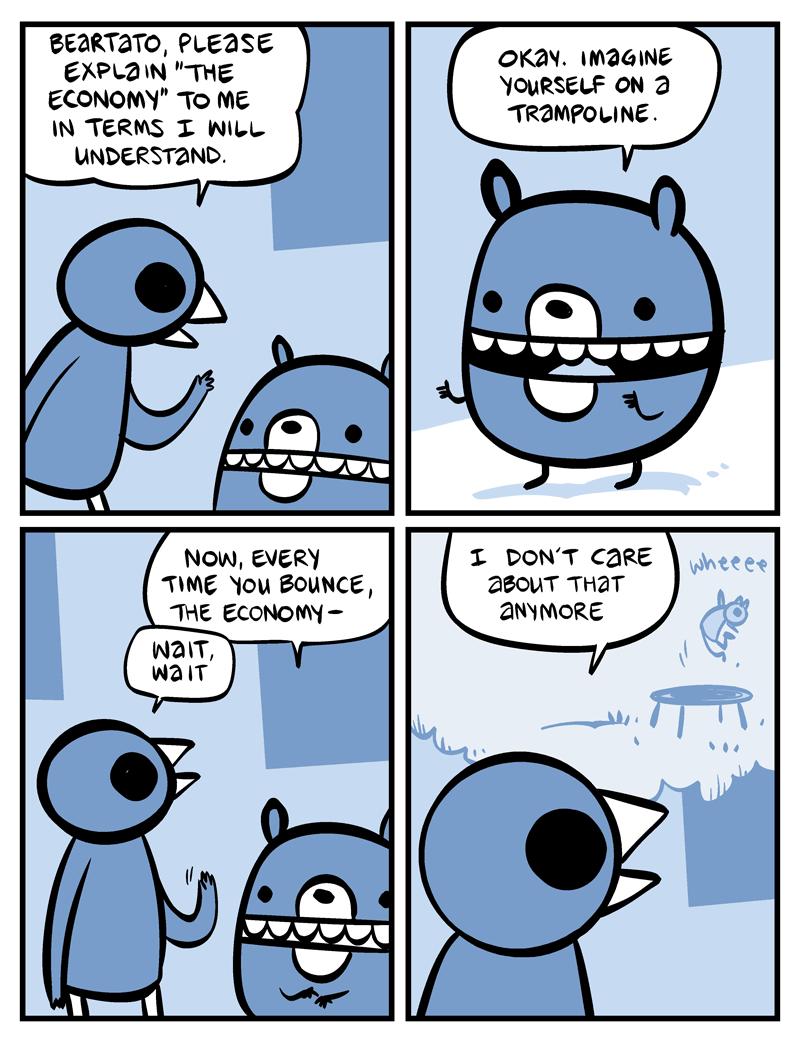 BEARTATO, PLEASE
EXPLAIN "THE
ECONOMY" TO ME
IN TERMS I WILL
UNDERSTAND.
OKAY. IMAGINE
YOURSELF ON A
TRAMPOLINE.
NOW, EVERY
TIME YOU BOUNCE,
THE ECONOMY–
WAIT,
WAIT
I DON'T CARE
ABOUT THAT
ANYMORE
wheeee